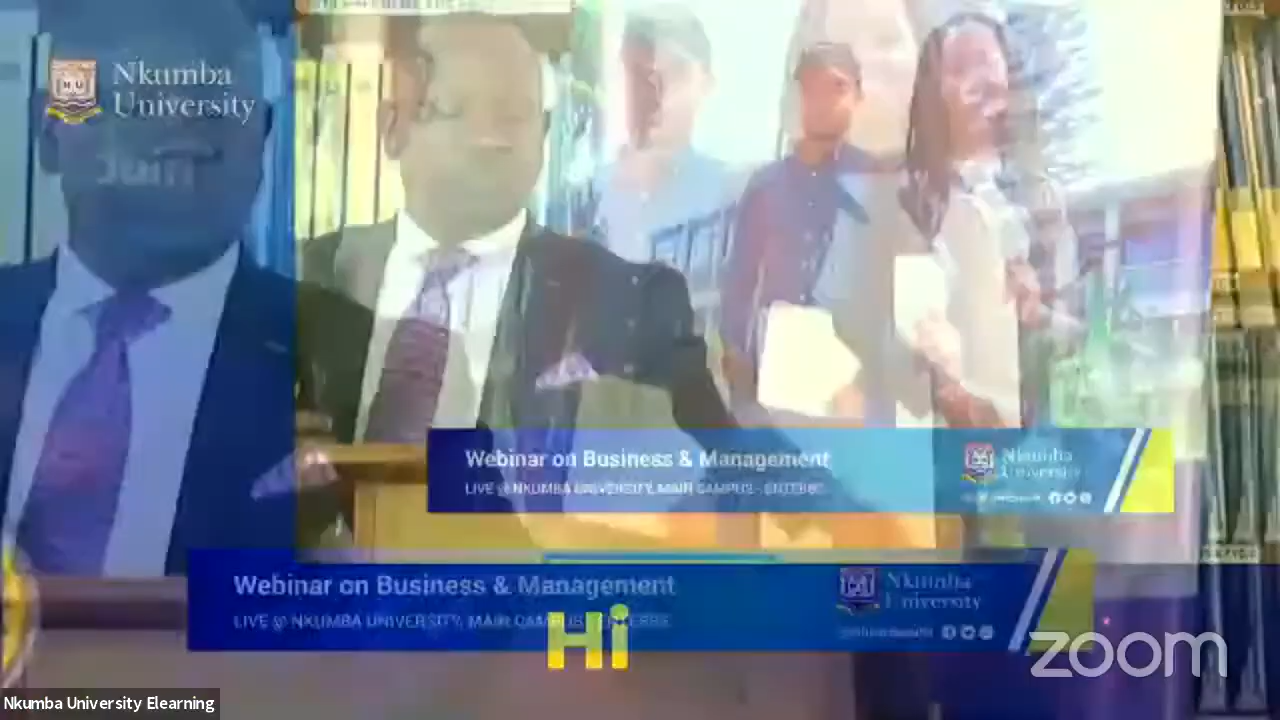 Nkumba
University
Webinar on Business & Management
LIVE @ NKUMBA UNIVERSITY, MAIN CAMPUS - ENTEBBE
Nkumba
University
Webinar on Business & Management
LIVE @ NKUMBA UNIVERSITY, MAIN CAMPUS
Nkumba
University
Hi
zoom
Nkumba University Elearning